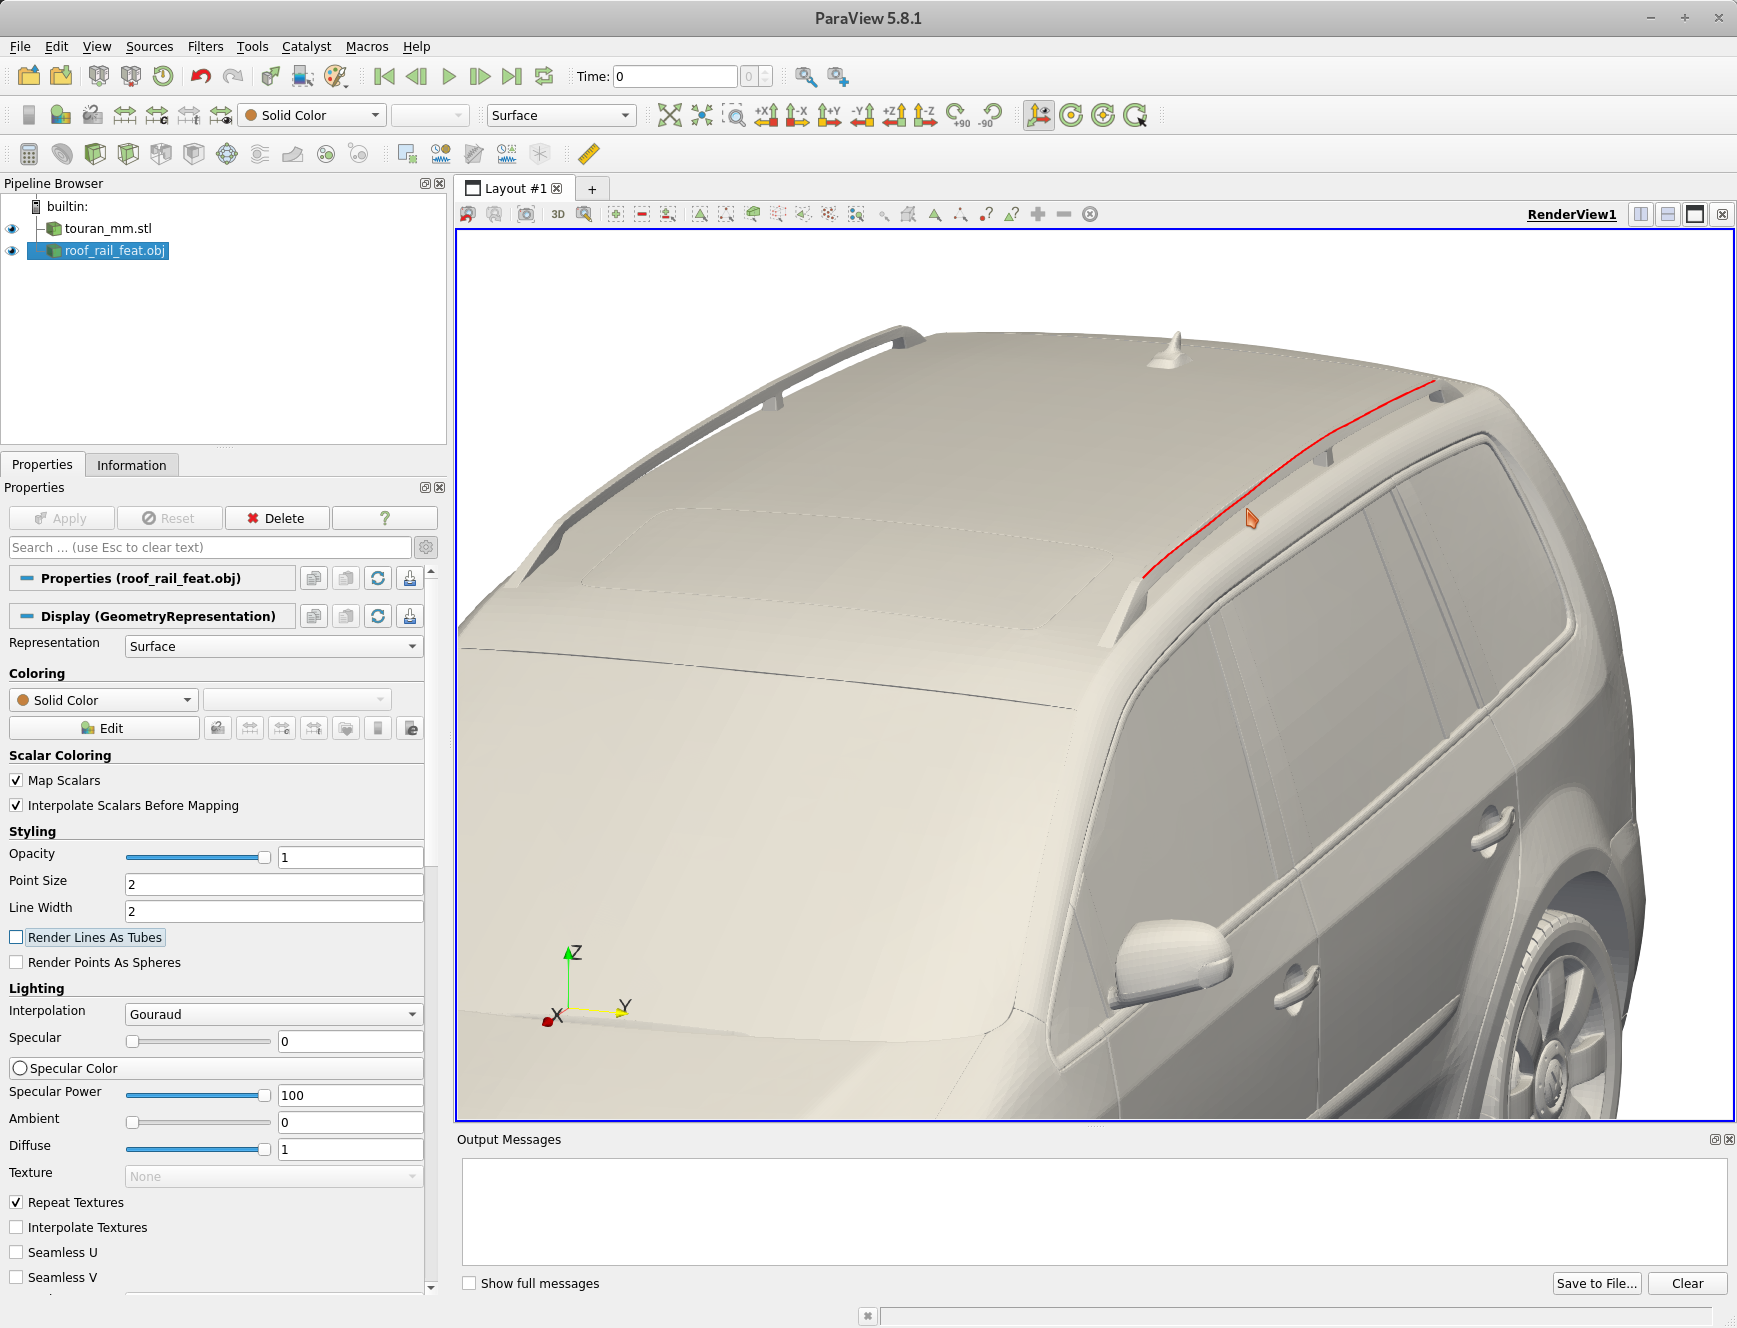 ParaView 5.8.1
File Edit View Sources Filters Tools Catalyst Macros Help
Time: 0 0
Solid Color Surface +X -X +Y -Y +Z -Z +90 -90
Pipeline Browser
builtin:
touran_mm.stl
roof_rail_feat.obj
Layout #1 +
3D RenderView1
Properties Information
Properties
Apply Reset Delete ?
Search ... (use Esc to clear text)
Properties (roof_rail_feat.obj)
Display (GeometryRepresentation)
Representation Surface
Coloring
Solid Color
Edit
Scalar Coloring
Map Scalars
Interpolate Scalars Before Mapping
Styling
Opacity 1
Point Size 2
Line Width 2
Render Lines As Tubes
Render Points As Spheres
Lighting
Interpolation Gouraud
Specular 0
Specular Color
Specular Power 100
Ambient 0
Diffuse 1
Texture None
Repeat Textures
Interpolate Textures
Seamless U
Seamless V
Z
Y
X
Output Messages
Show full messages Save to File... Clear